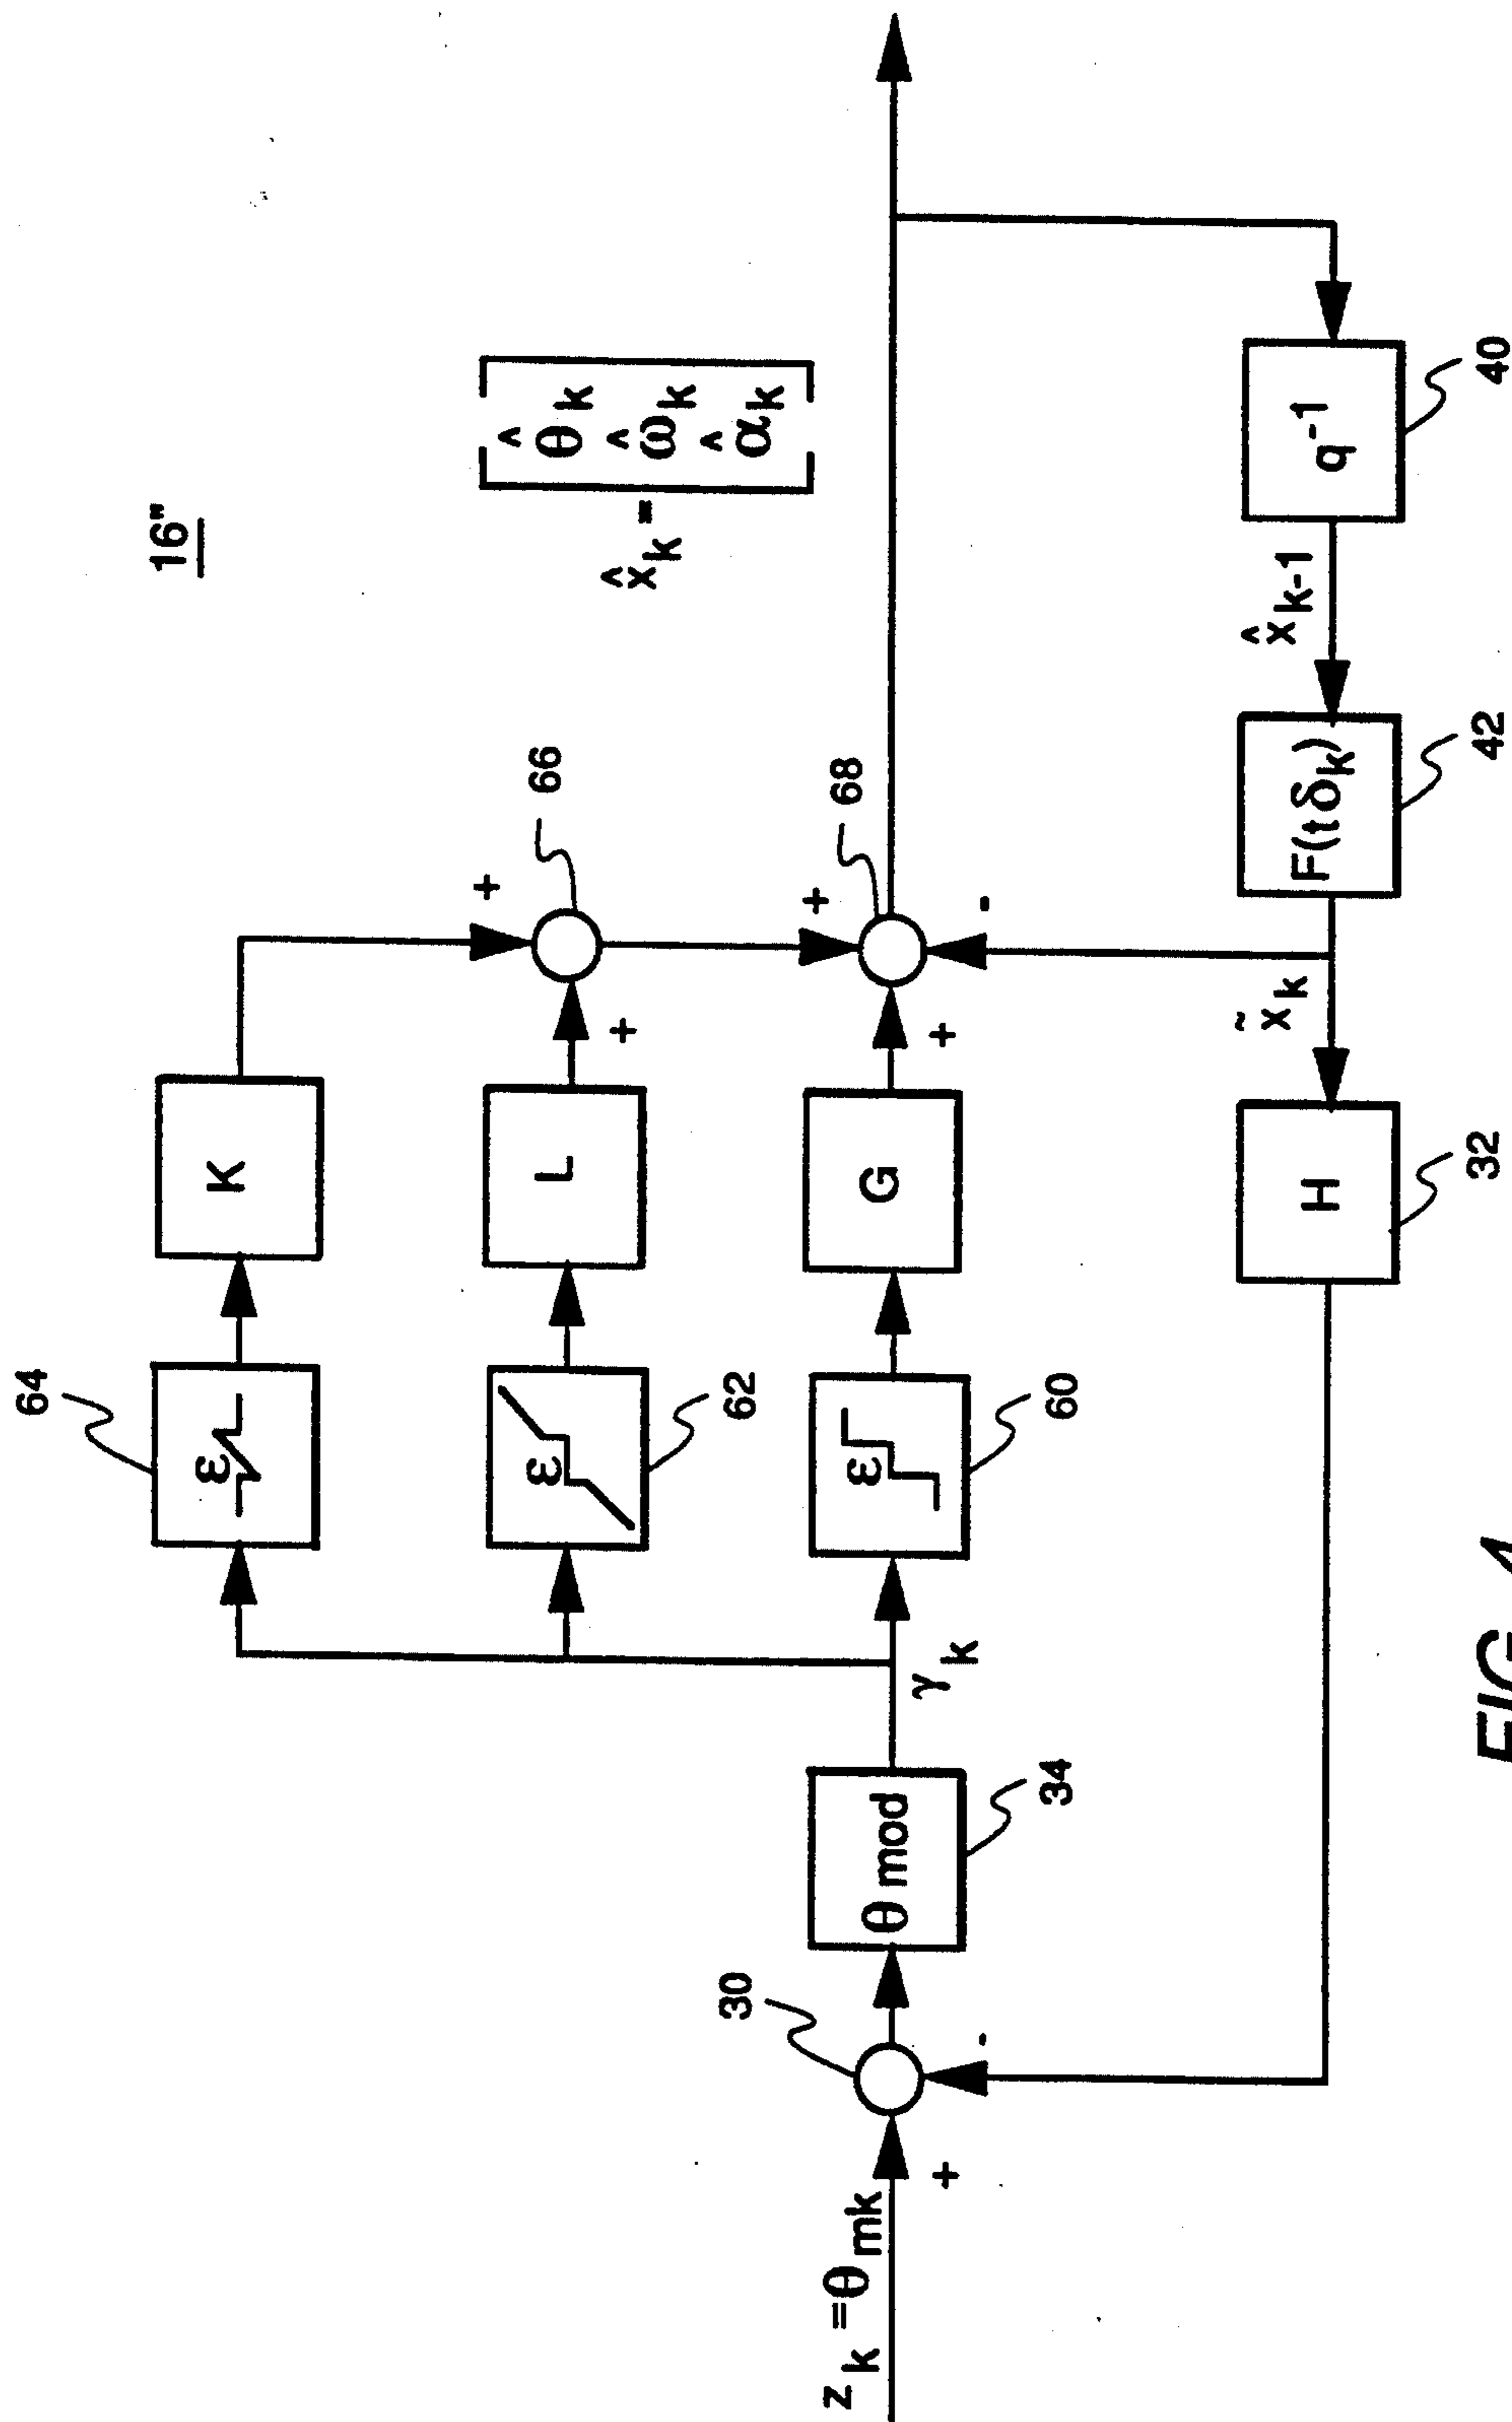 16"
64
ε
K
+
66
x̂k =
θ̂k
ω̂k
α̂k
62
ε
L
+
zk =θmk
+
30
-
θ mod
34
γk
ε
60
G
+
+
68
-
H
32
x̃k
F(tδk)
42
x̂k-1
q-1
40
FIG. 4